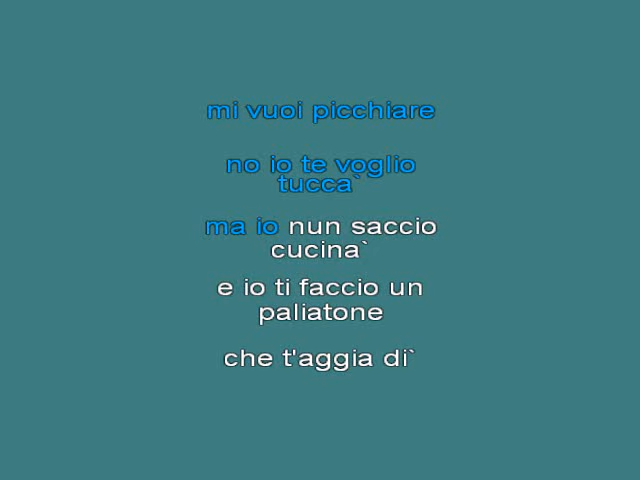 mi vuoi picchiare
no io te voglio
tucca`
ma io nun saccio
cucina`
e io ti faccio un
paliatone
che t'aggia di`